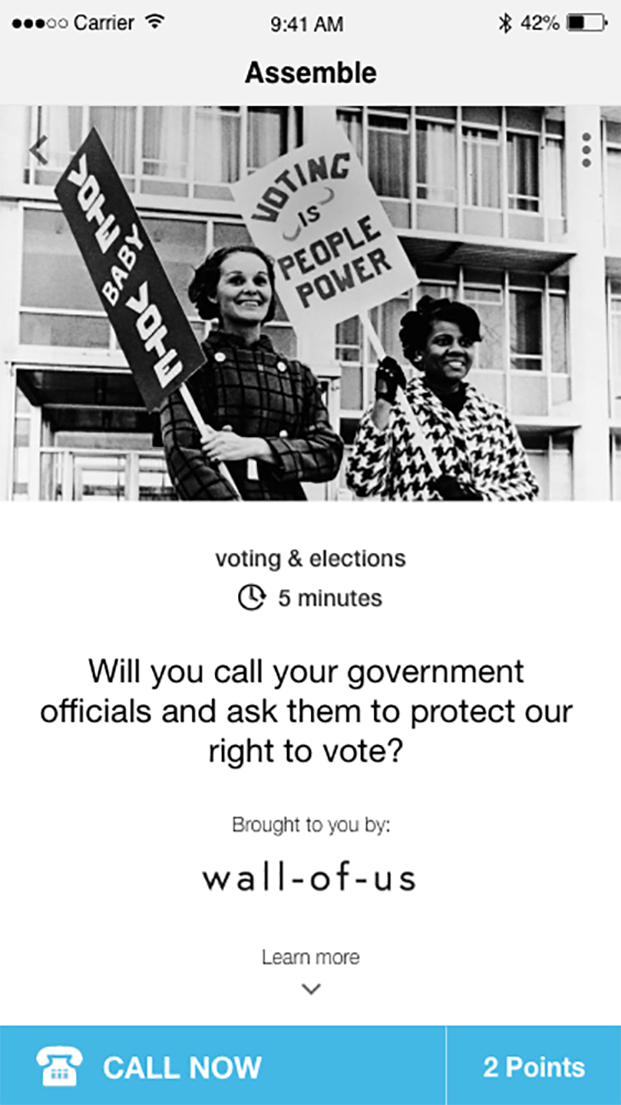 Carrier 9:41 AM 42%
Assemble
VOTE
BABY
VOTE
VOTING
IS
PEOPLE
POWER
voting & elections
5 minutes
Will you call your government
officials and ask them to protect our
right to vote?
Brought to you by:
wall-of-us
Learn more
CALL NOW
2 Points